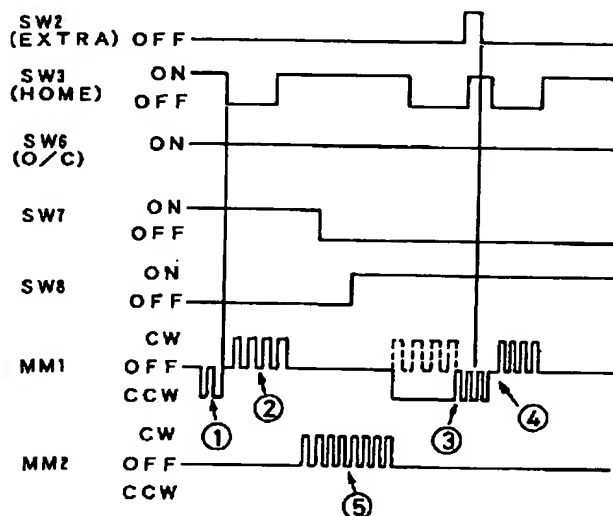 SW2
(EXTRA) OFF
SW3 ON
(HOME) OFF
SW6 ON
(O/C)
SW7 ON
OFF
SW8 ON
OFF
CW
MM1 OFF
CCW
① ② ③ ④
CW
MM2 OFF
CCW
⑤